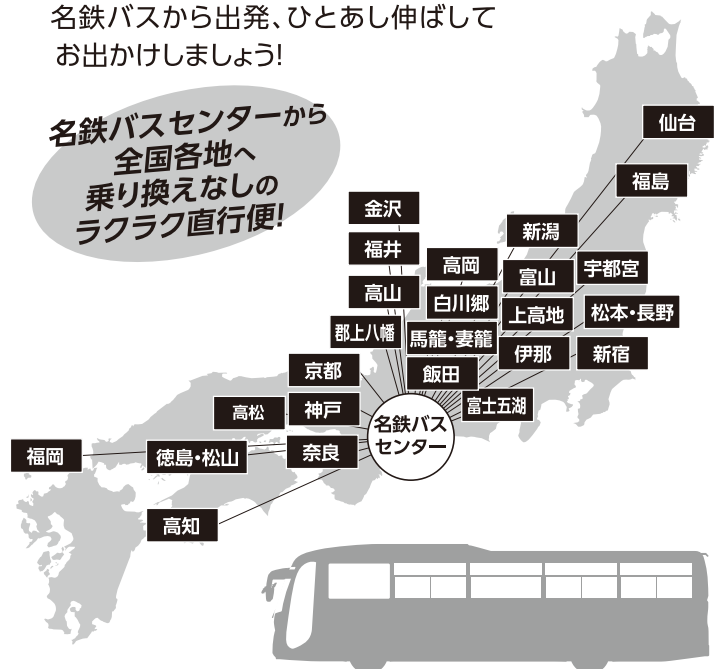 名鉄バスから出発、ひとあし伸ばして
お出かけしましょう!
名鉄バスセンターから
全国各地へ
乗り換えなしの
ラクラク直行便!
仙台
福島
金沢
新潟
福井
高岡
富山
宇都宮
高山
白川郷
上高地
松本・長野
郡上八幡
馬籠・妻籠
伊那
新宿
京都
飯田
高松
神戸
富士五湖
名鉄バス
センター
福岡
徳島・松山
奈良
高知